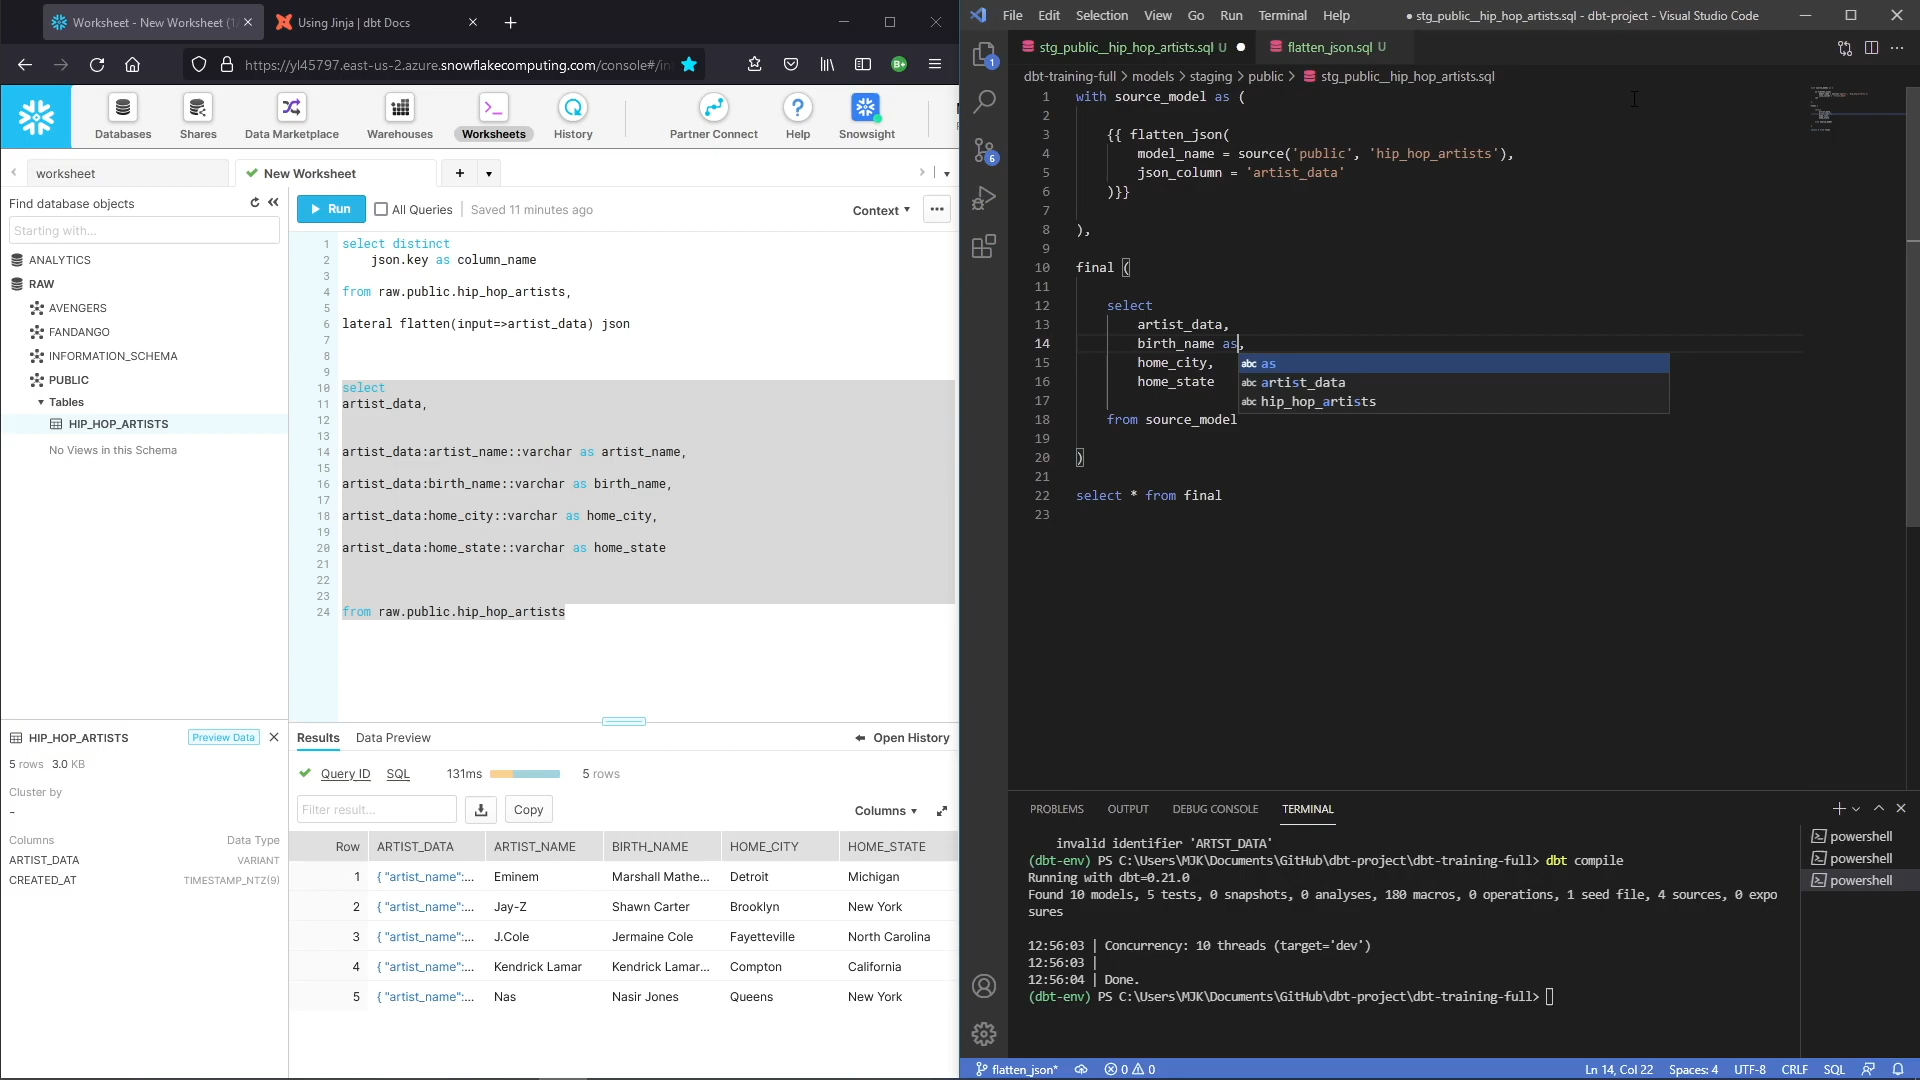 Worksheet - New Worksheet (1
Using Jinja | dbt Docs
https://yl45797.east-us-2.azure.snowflakecomputing.com/console#/in
Databases
Shares
Data Marketplace
Warehouses
Worksheets
History
Partner Connect
Help
Snowsight
worksheet
New Worksheet
Find database objects
Starting with...
ANALYTICS
RAW
AVENGERS
FANDANGO
INFORMATION_SCHEMA
PUBLIC
Tables
HIP_HOP_ARTISTS
No Views in this Schema
Run
All Queries
Saved 11 minutes ago
Context
1 select distinct
2 json.key as column_name
3
4 from raw.public.hip_hop_artists,
5
6 lateral flatten(input=>artist_data) json
7
8
9
10 select
11 artist_data,
12
13
14 artist_data:artist_name::varchar as artist_name,
15
16 artist_data:birth_name::varchar as birth_name,
17
18 artist_data:home_city::varchar as home_city,
19
20 artist_data:home_state::varchar as home_state
21
22
23
24 from raw.public.hip_hop_artists
HIP_HOP_ARTISTS
Preview Data
5 rows 3.0 KB
Cluster by
-
Columns Data Type
ARTIST_DATA VARIANT
CREATED_AT TIMESTAMP_NTZ(9)
Results Data Preview
Open History
Query ID SQL 131ms 5 rows
Filter result...
Copy
Columns
Row ARTIST_DATA ARTIST_NAME BIRTH_NAME HOME_CITY HOME_STATE
1 { "artist_name":... Eminem Marshall Mathe... Detroit Michigan
2 { "artist_name":... Jay-Z Shawn Carter Brooklyn New York
3 { "artist_name":... J.Cole Jermaine Cole Fayetteville North Carolina
4 { "artist_name":... Kendrick Lamar Kendrick Lamar... Compton California
5 { "artist_name":... Nas Nasir Jones Queens New York
File Edit Selection View Go Run Terminal Help
● stg_public__hip_hop_artists.sql - dbt-project - Visual Studio Code
stg_public__hip_hop_artists.sql U ●
flatten_json.sql U
dbt-training-full > models > staging > public > stg_public__hip_hop_artists.sql
1
6
1 with source_model as (
2
3 {{ flatten_json(
4 model_name = source('public', 'hip_hop_artists'),
5 json_column = 'artist_data'
6 )}}
7
8 ),
9
10 final (
11
12 select
13 artist_data,
14 birth_name as,
15 home_city,
16 home_state
17
18 from source_model
19
20 )
21
22 select * from final
23
abc as
abc artist_data
abc hip_hop_artists
PROBLEMS OUTPUT DEBUG CONSOLE TERMINAL
invalid identifier 'ARTST_DATA'
(dbt-env) PS C:\Users\MJK\Documents\GitHub\dbt-project\dbt-training-full> dbt compile
Running with dbt=0.21.0
Found 10 models, 5 tests, 0 snapshots, 0 analyses, 180 macros, 0 operations, 1 seed file, 4 sources, 0 expo
sures
12:56:03 | Concurrency: 10 threads (target='dev')
12:56:03 |
12:56:04 | Done.
(dbt-env) PS C:\Users\MJK\Documents\GitHub\dbt-project\dbt-training-full>
powershell
powershell
powershell
flatten_json* 0 0
Ln 14, Col 22 Spaces: 4 UTF-8 CRLF SQL